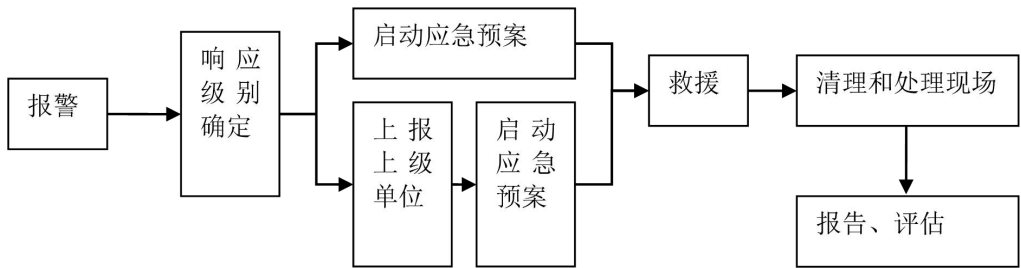 报警
响应
级别
确定
启动应急预案
上报
上级
单位
启动
应急
预案
救援
清理和处理现场
报告、评估